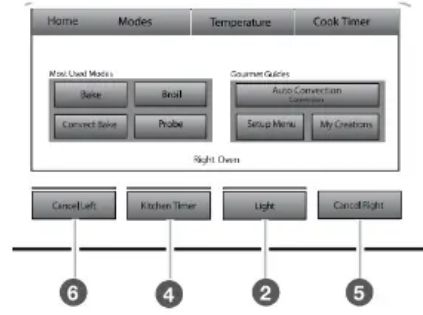 Home Modes Temperature Cook Timer
Most Used Modes Gourmet Guides
Bake Broil Auto Convection
Conversion
Convect Bake Probe Setup Menu My Creations
Right Oven
Cancel Left Kitchen Timer Light Cancel Right
6 4 2 5